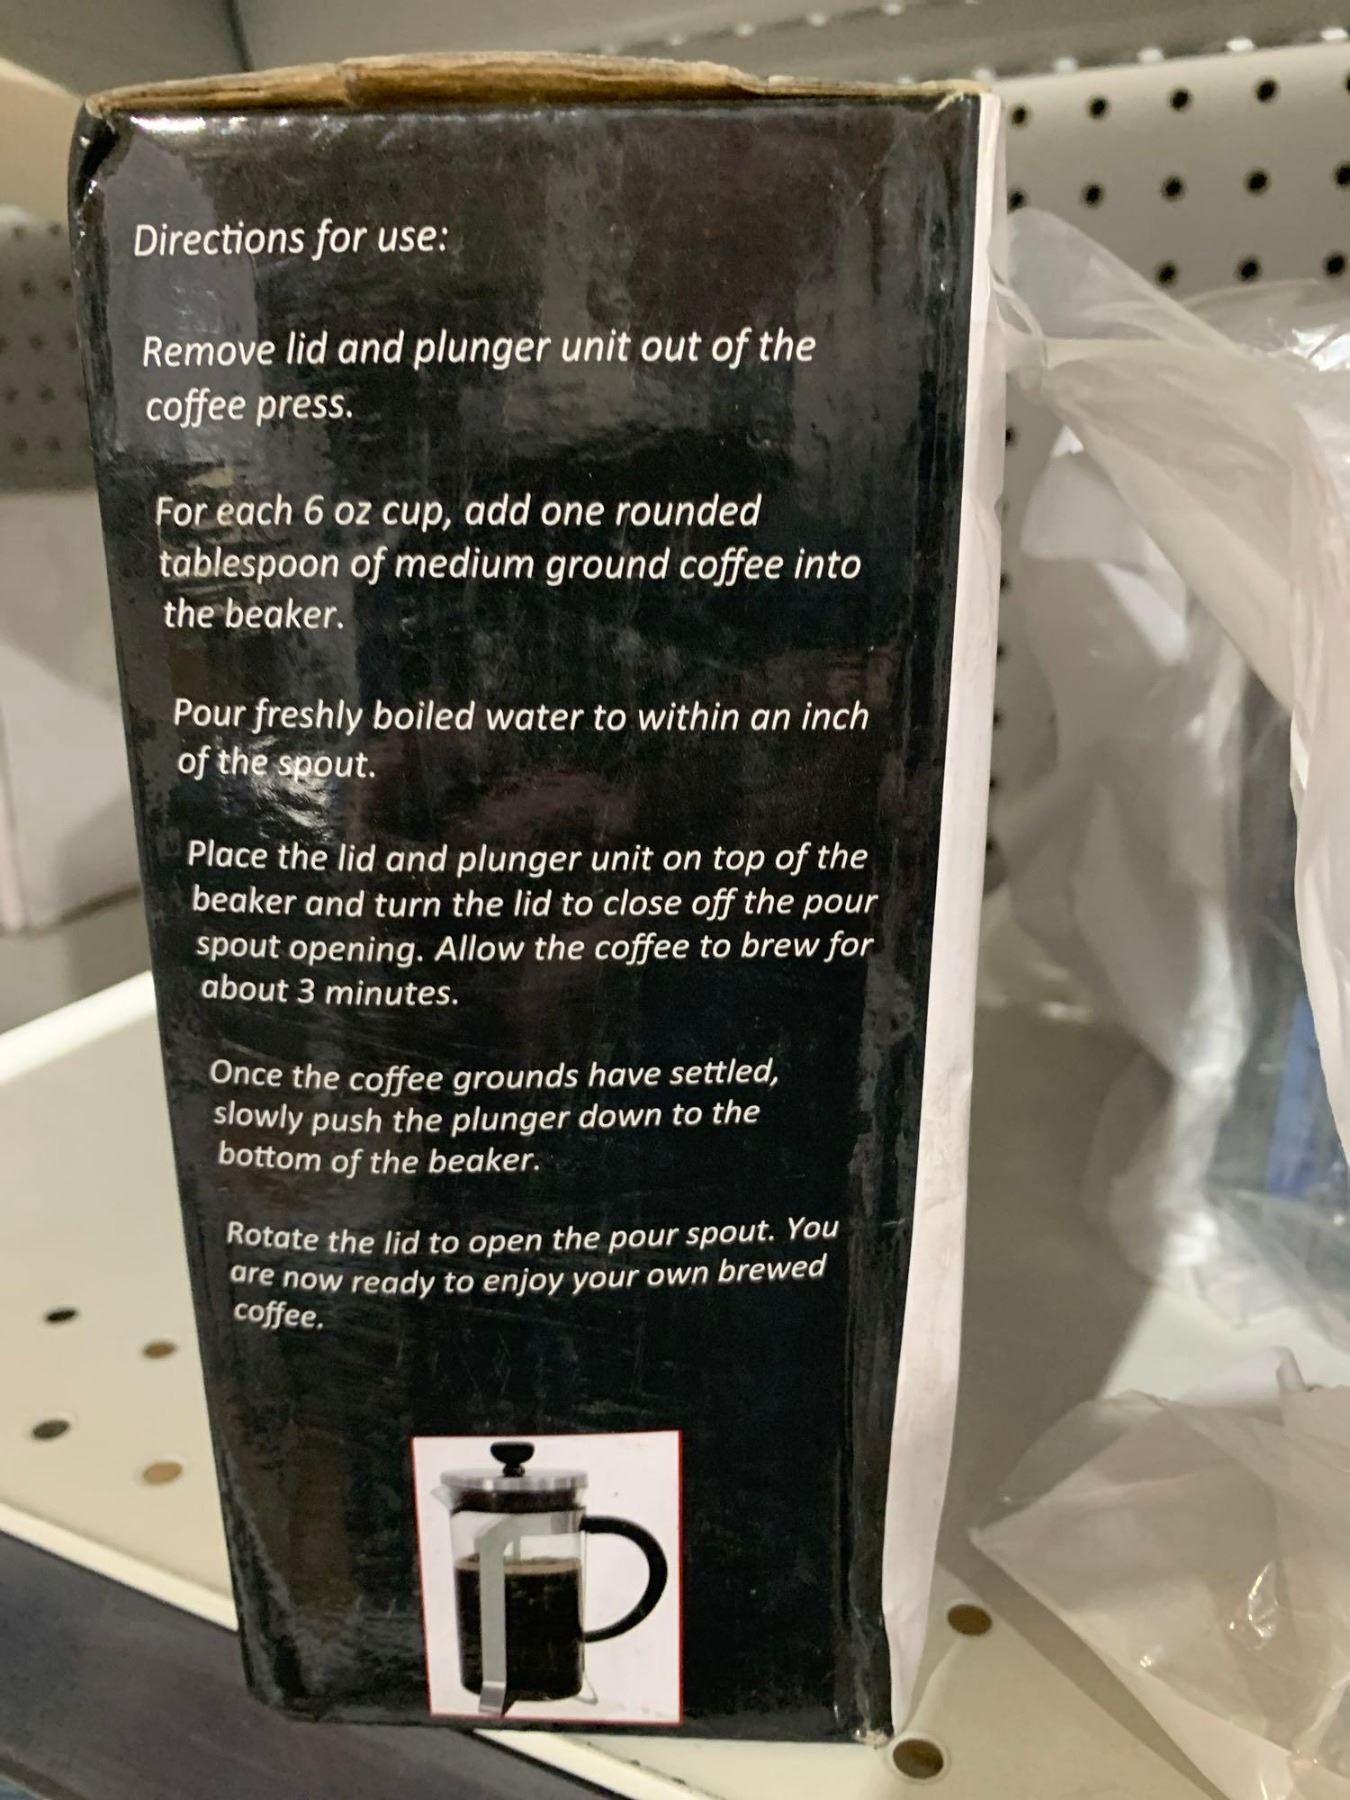 Directions for use:
Remove lid and plunger unit out of the
coffee press.
For each 6 oz cup, add one rounded
tablespoon of medium ground coffee into
the beaker.
Pour freshly boiled water to within an inch
of the spout.
Place the lid and plunger unit on top of the
beaker and turn the lid to close off the pour
spout opening. Allow the coffee to brew for
about 3 minutes.
Once the coffee grounds have settled,
slowly push the plunger down to the
bottom of the beaker.
Rotate the lid to open the pour spout. You
are now ready to enjoy your own brewed
coffee.